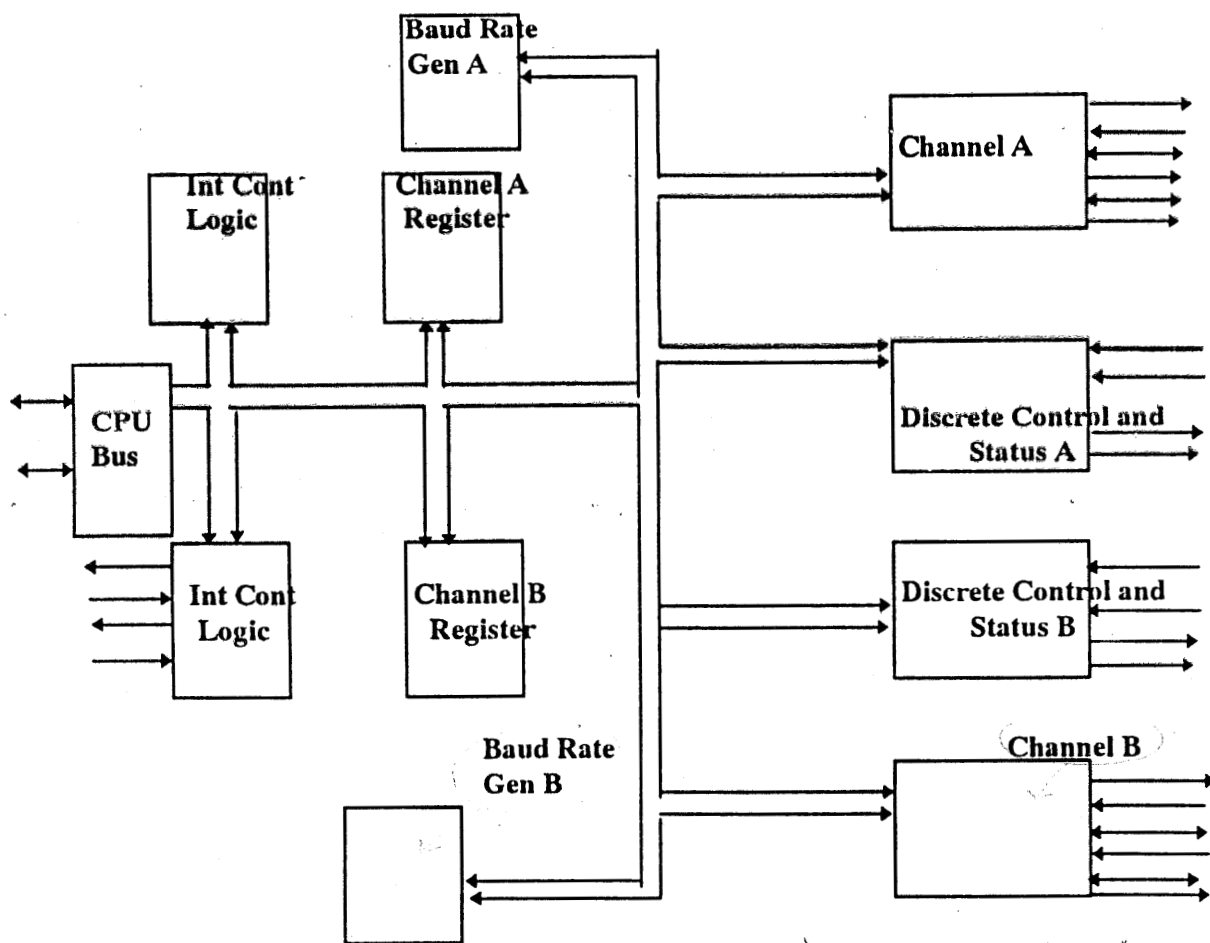 Baud Rate
Gen A
Channel A
Int Cont
Logic
Channel A
Register
CPU
Bus
Discrete Control and
Status A
Int Cont
Logic
Channel B
Register
Discrete Control and
Status B
Baud Rate
Gen B
Channel B